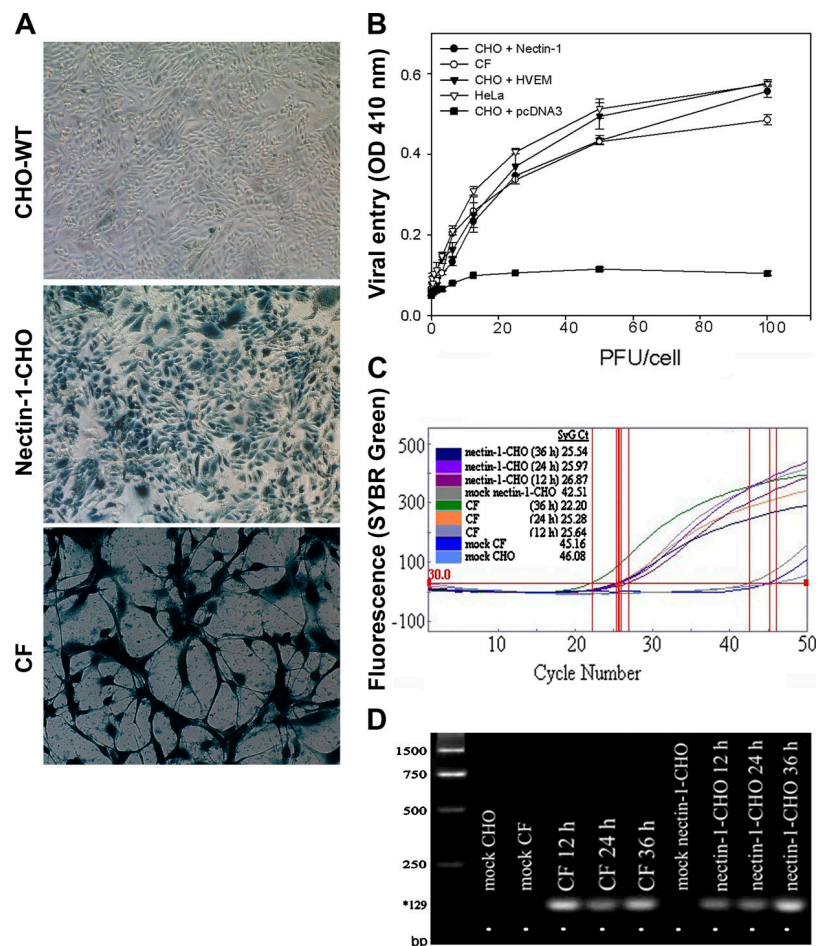 A
CHO-WT
Nectin-1-CHO
CF
B
CHO + Nectin-1
CF
CHO + HVEM
HeLa
CHO + pcDNA3
Viral entry (OD 410 nm)
0.6
0.4
0.2
0.0
0 20 40 60 80 100
PFU/cell
C
Fluorescence (SYBR Green)
500
300
100
-100
SyG Ct
nectin-1-CHO (36 h) 25.54
nectin-1-CHO (24 h) 25.97
nectin-1-CHO (12 h) 26.87
mock nectin-1-CHO 42.51
CF (36 h) 22.20
CF (24 h) 25.28
CF (12 h) 25.64
mock CF 45.16
mock CHO 46.08
30.0
10 20 30 40 50
Cycle Number
D
1500
750
500
250
*129
bp
mock CHO
mock CF
CF 12 h
CF 24 h
CF 36 h
mock nectin-1-CHO
nectin-1-CHO 12 h
nectin-1-CHO 24 h
nectin-1-CHO 36 h